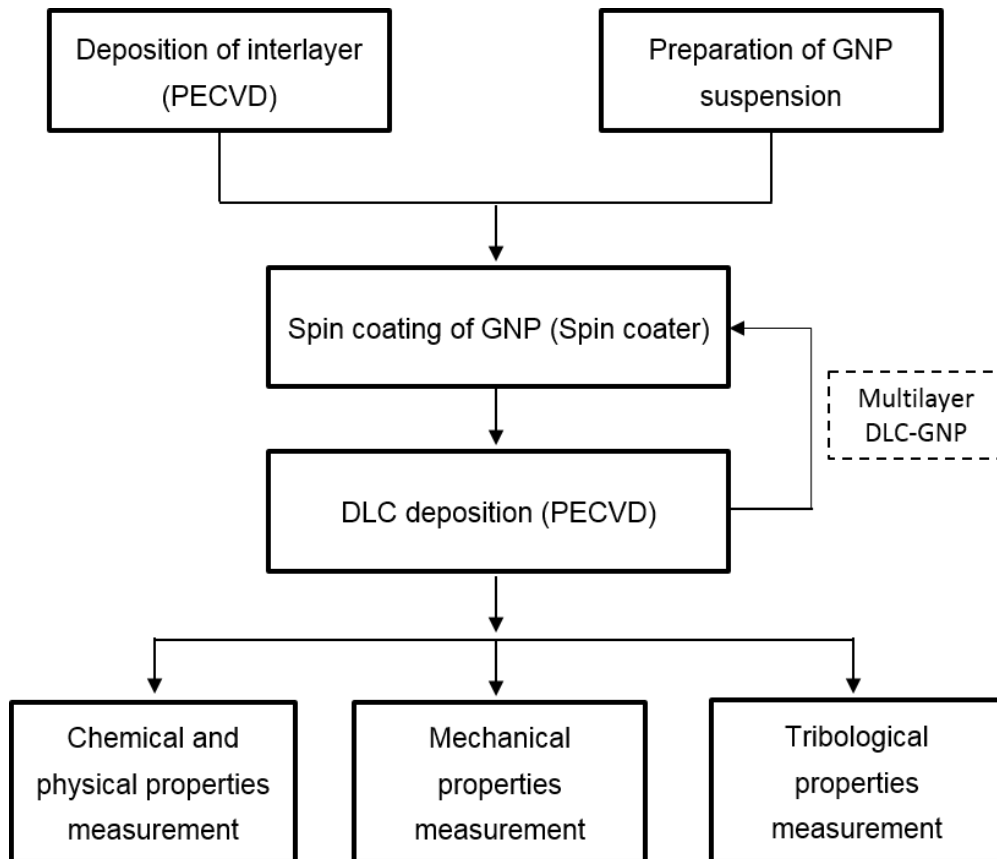 Deposition of interlayer
(PECVD)
Preparation of GNP
suspension
Spin coating of GNP (Spin coater)
Multilayer
DLC-GNP
DLC deposition (PECVD)
Chemical and
physical properties
measurement
Mechanical
properties
measurement
Tribological
properties
measurement